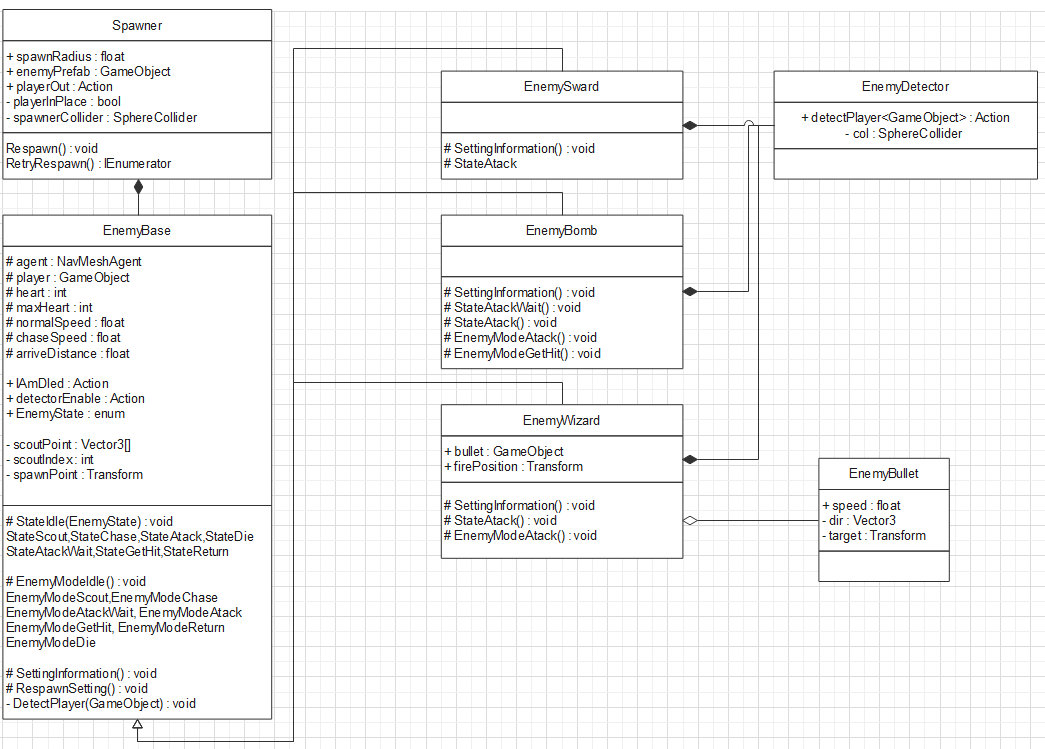 Spawner
+ spawnRadius : float
+ enemyPrefab : GameObject
+ playerOut : Action
- playerInPlace : bool
- spawnerCollider : SphereCollider
Respawn() : void
RetryRespawn() : IEnumerator
EnemyBase
# agent : NavMeshAgent
# player : GameObject
# heart : int
# maxHeart : int
# normalSpeed : float
# chaseSpeed : float
# arriveDistance : float
+ IAmDIed : Action
+ detectorEnable : Action
+ EnemyState : enum
- scoutPoint : Vector3[]
- scoutIndex : int
- spawnPoint : Transform
# StateIdle(EnemyState) : void
StateScout,StateChase,StateAtack,StateDie
StateAtackWait,StateGetHit,StateReturn
# EnemyModeIdle() : void
EnemyModeScout,EnemyModeChase
EnemyModeAtackWait, EnemyModeAtack
EnemyModeGetHit, EnemyModeReturn
EnemyModeDie
# SettingInformation() : void
# RespawnSetting() : void
- DetectPlayer(GameObject) : void
EnemySward
# SettingInformation() : void
# StateAtack
EnemyBomb
# SettingInformation() : void
# StateAtackWait() : void
# StateAtack() : void
# EnemyModeAtack() : void
# EnemyModeGetHit() : void
EnemyWizard
+ bullet : GameObject
+ firePosition : Transform
# SettingInformation() : void
# StateAtack() : void
# EnemyModeAtack() : void
EnemyDetector
+ detectPlayer<GameObject> : Action
- col : SphereCollider
EnemyBullet
+ speed : float
- dir : Vector3
- target : Transform